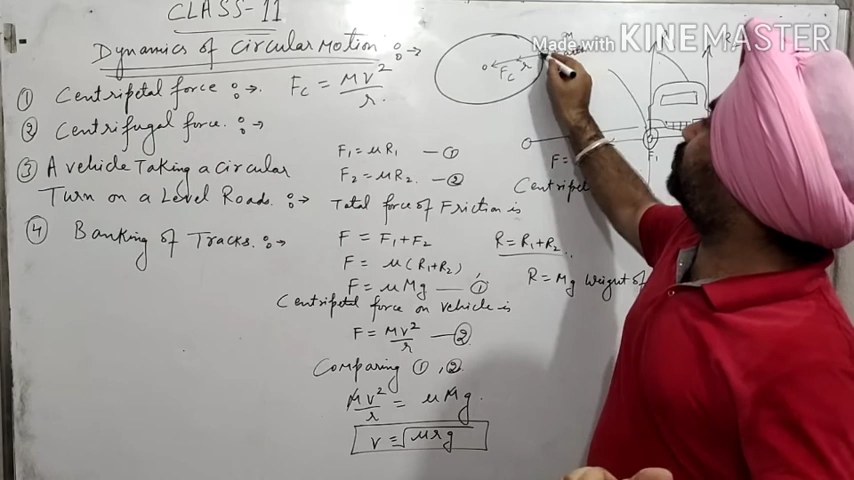 CLASS-11
Dynamics of Circular Motion :→
① Centripetal force :→ Fc = Mv²/r.
② Centrifugal force :→
③ A vehicle Taking a Circular
Turn on a Level Roads :→
④ Banking of Tracks :→
F₁ = μR₁ — ①
F₂ = μR₂. — ②
Total force of Friction is
F = F₁+F₂
F = μ(R₁+R₂)
F = μMg — ①
R = R₁+R₂
R = Mg Weight of
Centripetal force on vehicle is
F = Mv²/r — ②
Comparing ①, ②
Mv²/r = μMg.
v = √μrg
o Fc r
M
F =
Centripet
F₁
Made with KINEMASTER